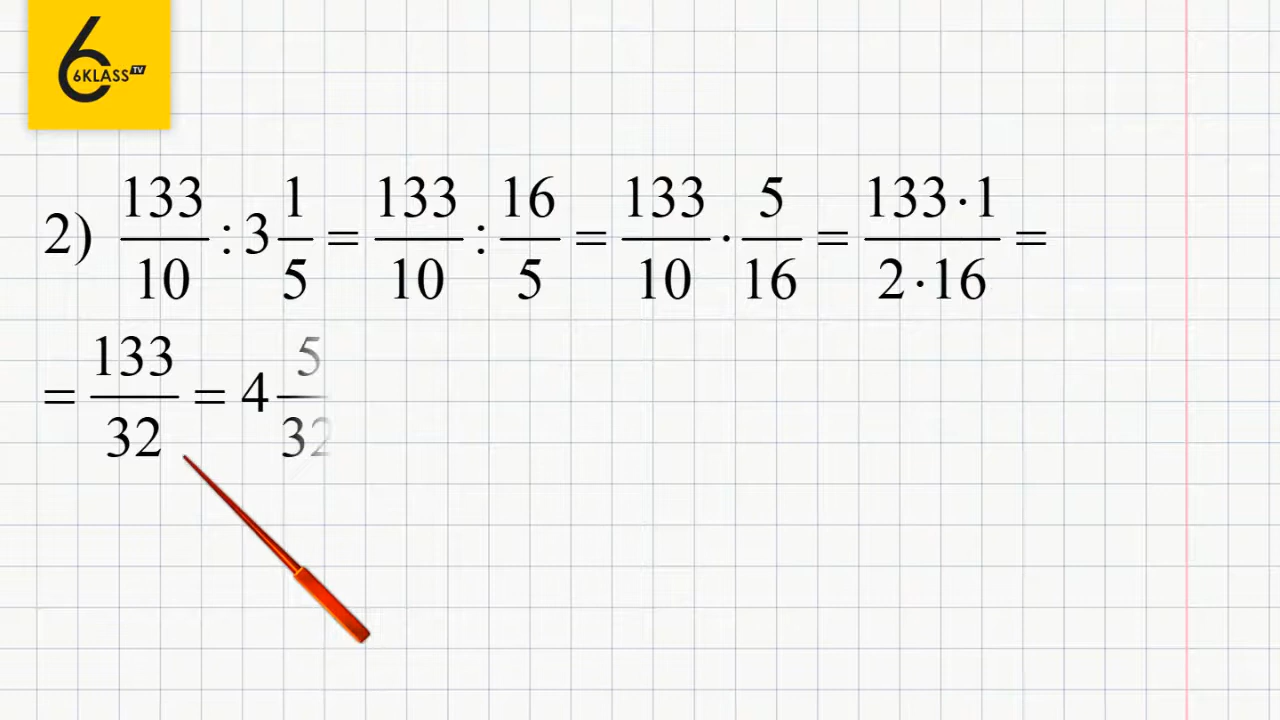 6KLASS TV
2) 133/10 : 3 1/5 = 133/10 : 16/5 = 133/10 · 5/16 = 133·1/2·16 =
= 133/32 = 4 5/32